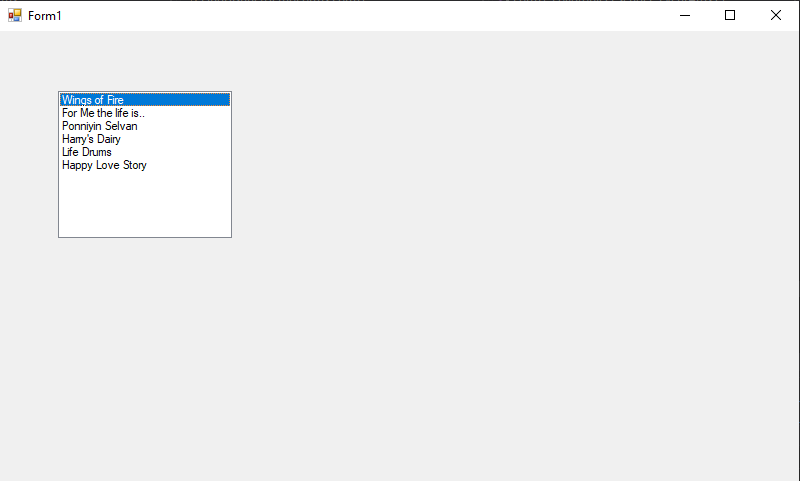 Form1
Wings of Fire
For Me the life is..
Ponniyin Selvan
Harry's Dairy
Life Drums
Happy Love Story